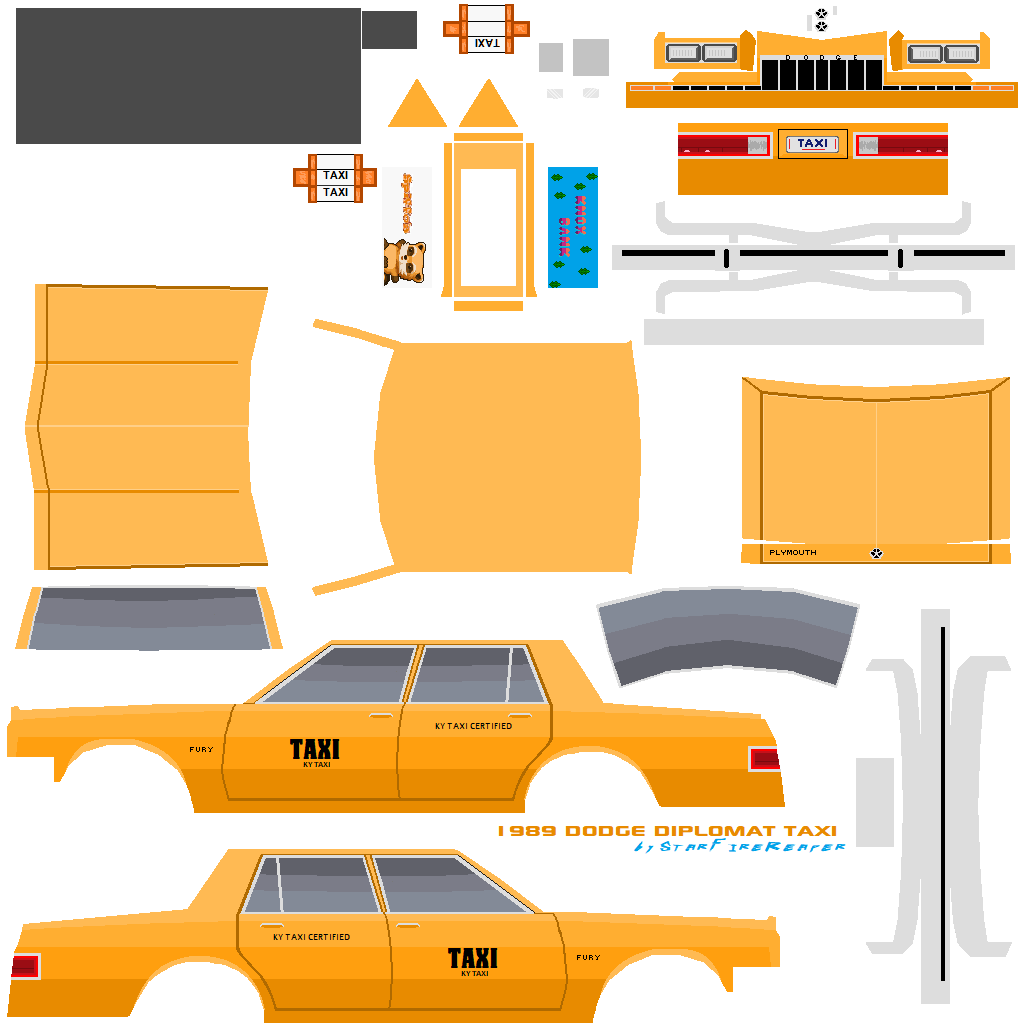 TAXI
DODGE
TAXI
TAXI
TAXI
PLYMOUTH
KY TAXI CERTIFIED
FURY
TAXI
KY TAXI
1989 DODGE DIPLOMAT TAXI
by STARFIREREAPER
KY TAXI CERTIFIED
TAXI
KY TAXI
FURY